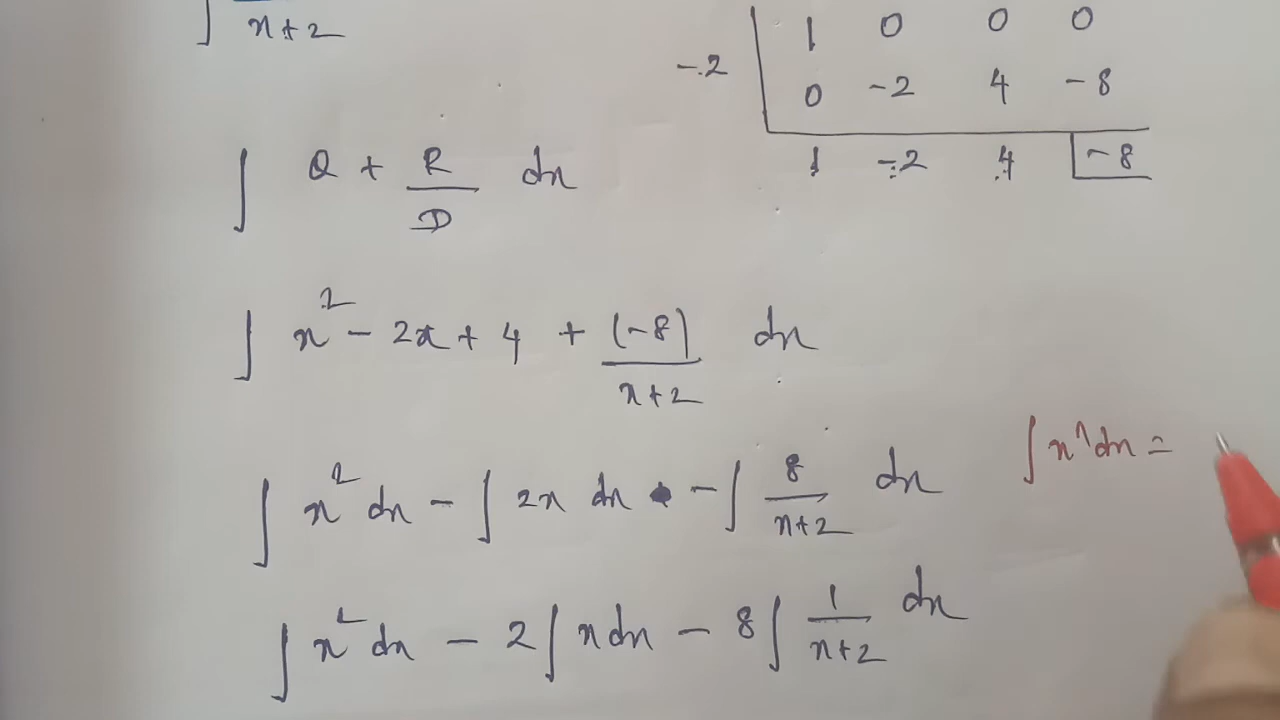 ∫ x+2
1 0 0 0
-2 0 -2 4 -8
1 -2 4 -8
∫ Q + R/D dx
∫ x² - 2x + 4 + (-8)/x+2 dx
∫ x² dx - ∫ 2x dx - ∫ 8/x+2 dx
∫ xⁿ dx =
∫ x² dx - 2 ∫ x dx - 8 ∫ 1/x+2 dx